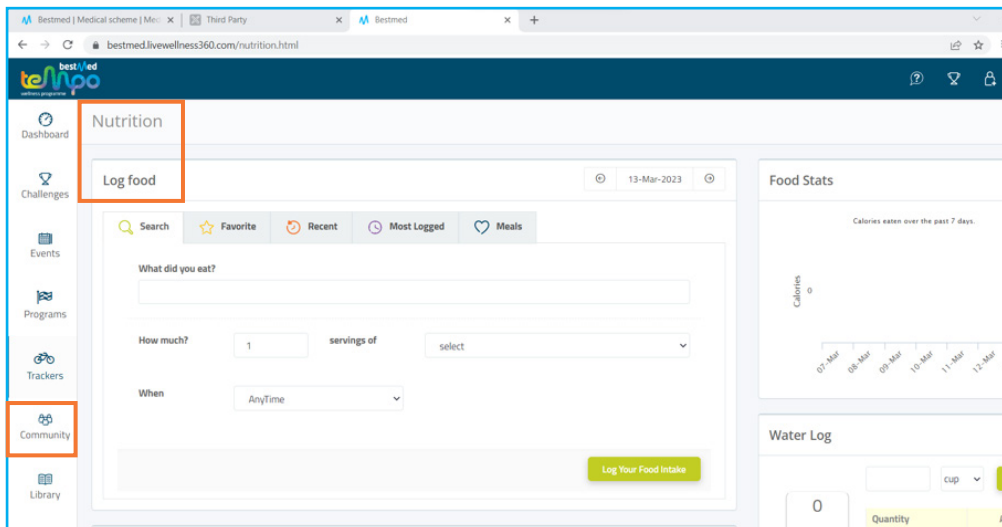 Bestmed | Medical scheme | Med
Third Party
Bestmed
bestmed.livewellness360.com/nutrition.html
bestMed
tempo
wellness programme
Dashboard
Challenges
Events
Programs
Trackers
Community
Library
Nutrition
Log food
13-Mar-2023
Search
Favorite
Recent
Most Logged
Meals
What did you eat?
How much?
1
servings of
select
When
AnyTime
Log Your Food Intake
Food Stats
Calories eaten over the past 7 days.
Calories
0
07-Mar
08-Mar
09-Mar
10-Mar
11-Mar
12-Mar
Water Log
cup
0
Quantity